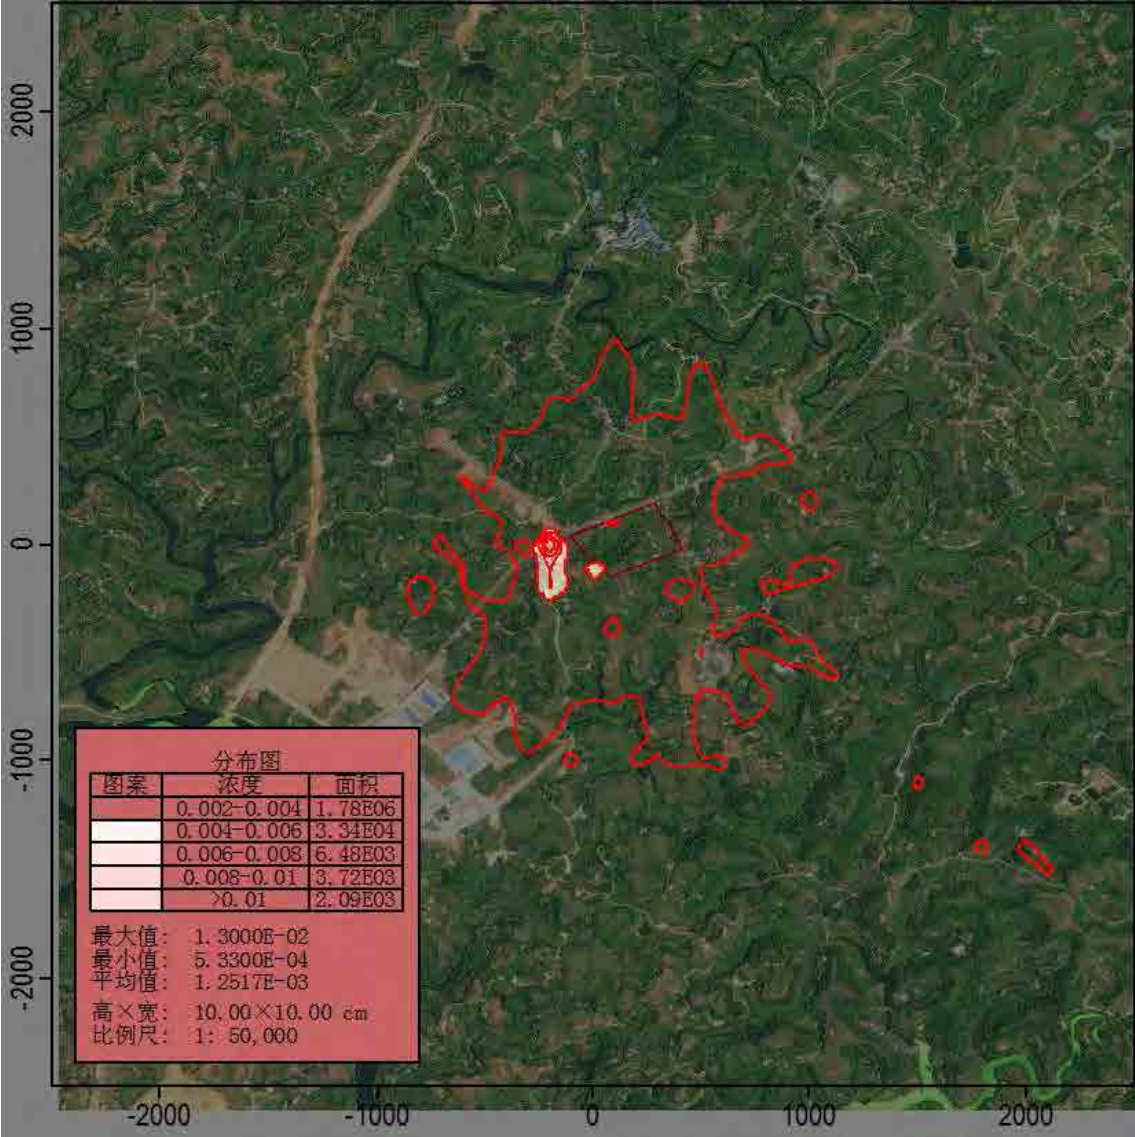 2000
1000
0
-1000
-2000
分布图
图案 浓度 面积
0.002-0.004 1.78E06
0.004-0.006 3.34E04
0.006-0.008 6.48E03
0.008-0.01 3.72E03
>0.01 2.09E03
最大值: 1.3000E-02
最小值: 5.3300E-04
平均值: 1.2517E-03
高×宽: 10.00×10.00 cm
比例尺: 1: 50,000
-2000 -1000 0 1000 2000